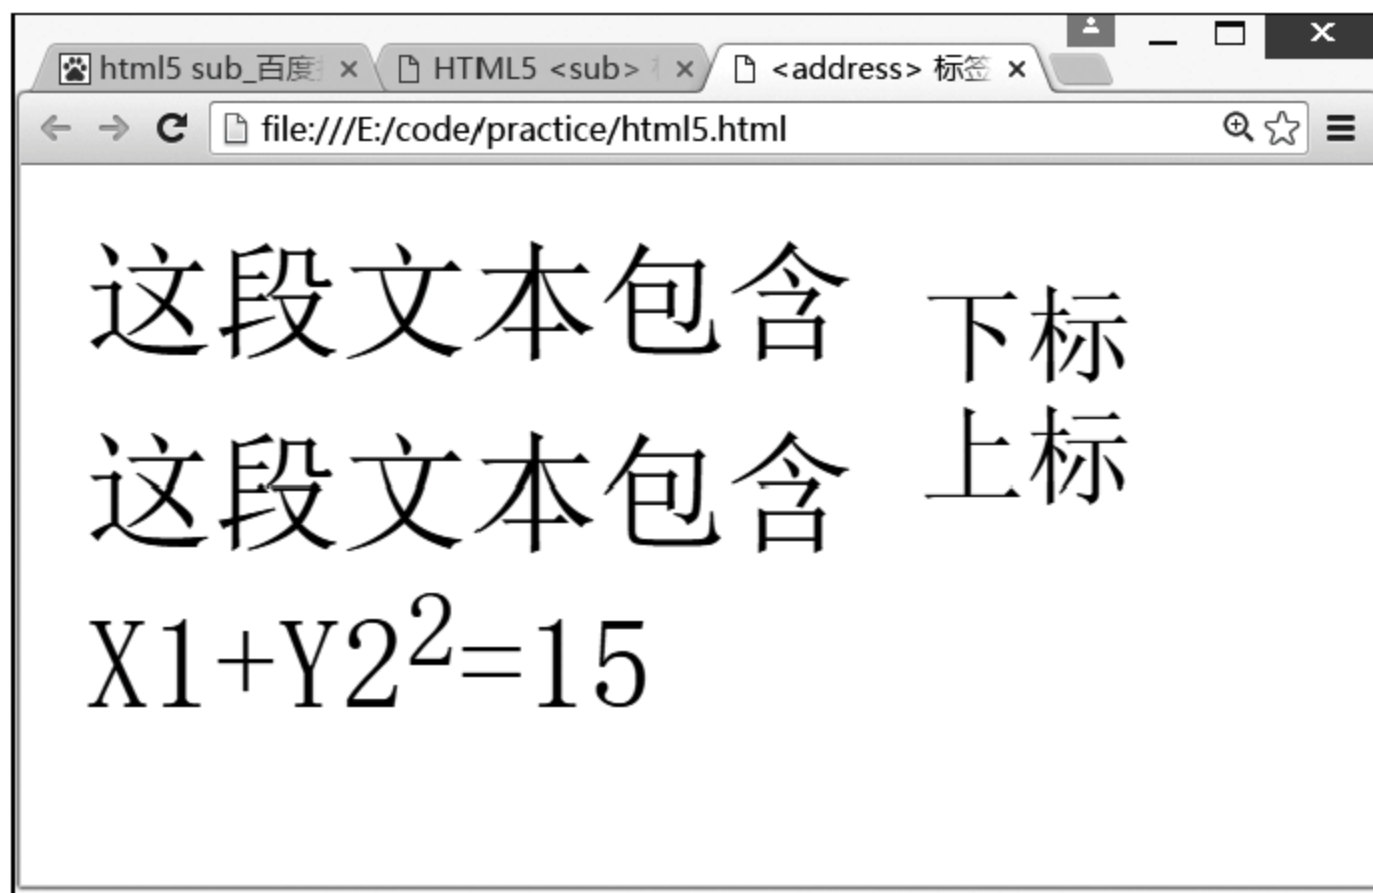 html5 sub_百度
HTML5 <sub>
<address> 标签
file:///E:/code/practice/html5.html
这段文本包含 下标
这段文本包含 上标
X1+Y2²=15